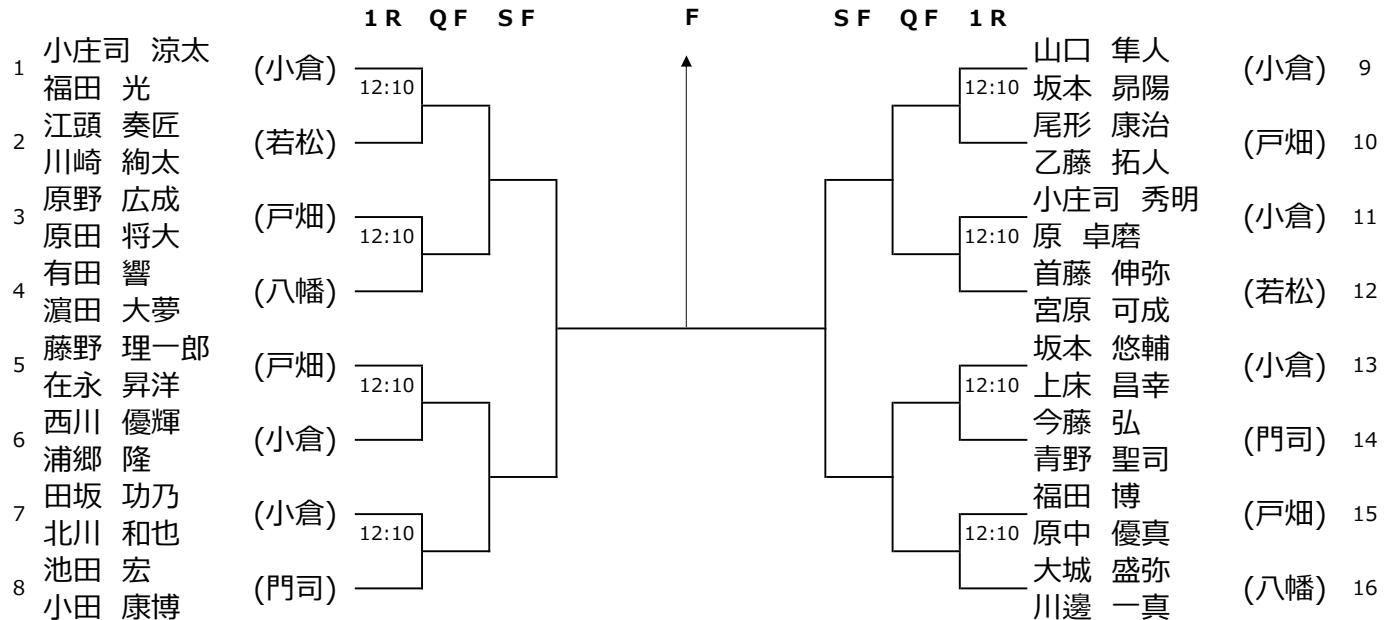 1R QF SF F SF QF 1R
小庄司 涼太
1 (小倉)
福田 光
12:10
江頭 奏匠
2 (若松)
川崎 絢太
原野 広成
3 (戸畑)
原田 将大
12:10
有田 響
4 (八幡)
濵田 大夢
藤野 理一郎
5 (戸畑)
在永 昇洋
12:10
西川 優輝
6 (小倉)
浦郷 隆
田坂 功乃
7 (小倉)
北川 和也
12:10
池田 宏
8 (門司)
小田 康博
山口 隼人
(小倉) 9
12:10 坂本 昴陽
尾形 康治
(戸畑) 10
乙藤 拓人
小庄司 秀明
(小倉) 11
12:10 原 卓磨
首藤 伸弥
(若松) 12
宮原 可成
坂本 悠輔
(小倉) 13
12:10 上床 昌幸
今藤 弘
(門司) 14
青野 聖司
福田 博
(戸畑) 15
12:10 原中 優真
大城 盛弥
(八幡) 16
川邊 一真